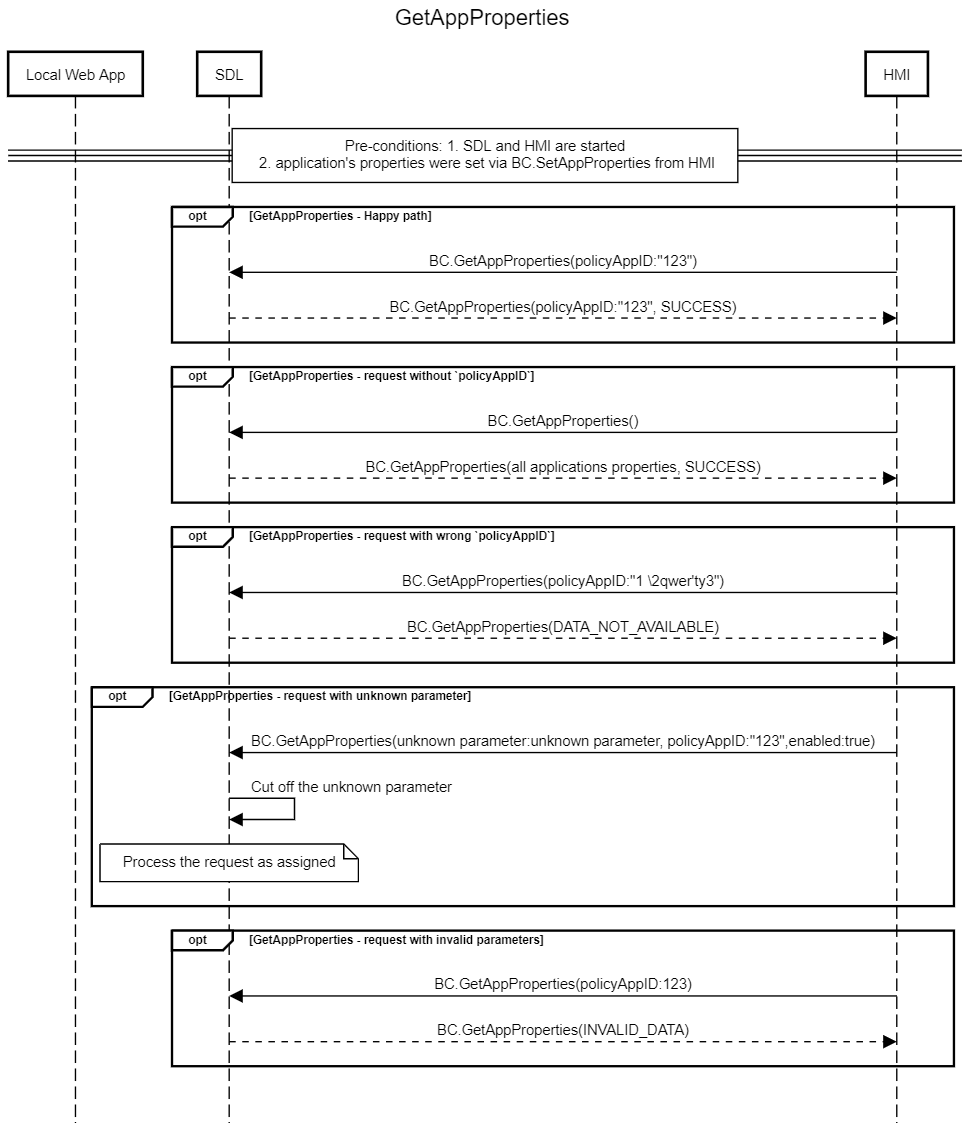 GetAppProperties
Local Web App
SDL
HMI
Pre-conditions: 1. SDL and HMI are started
2. application's properties were set via BC.SetAppProperties from HMI
opt
[GetAppProperties - Happy path]
BC.GetAppProperties(policyAppID:"123")
BC.GetAppProperties(policyAppID:"123", SUCCESS)
opt
[GetAppProperties - request without `policyAppID`]
BC.GetAppProperties()
BC.GetAppProperties(all applications properties, SUCCESS)
opt
[GetAppProperties - request with wrong `policyAppID`]
BC.GetAppProperties(policyAppID:"1 \2qwer'ty3")
BC.GetAppProperties(DATA_NOT_AVAILABLE)
opt
[GetAppProperties - request with unknown parameter]
BC.GetAppProperties(unknown parameter:unknown parameter, policyAppID:"123",enabled:true)
Cut off the unknown parameter
Process the request as assigned
opt
[GetAppProperties - request with invalid parameters]
BC.GetAppProperties(policyAppID:123)
BC.GetAppProperties(INVALID_DATA)